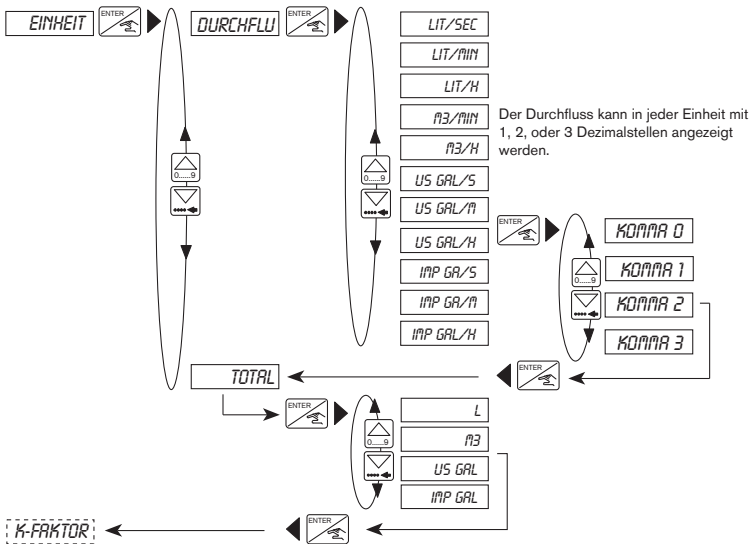 EINHEIT ENTER DURCHFLU ENTER LIT/SEC
LIT/MIN
LIT/H
M3/MIN
M3/H
US GAL/S
US GAL/M
US GAL/H
IMP GA/S
IMP GA/M
IMP GAL/H
0.....9
0.....9
Der Durchfluss kann in jeder Einheit mit
1, 2, oder 3 Dezimalstellen angezeigt
werden.
ENTER
0.....9
KOMMA 0
KOMMA 1
KOMMA 2
KOMMA 3
TOTAL
ENTER
ENTER
0.....9
L
M3
US GAL
IMP GAL
K-FAKTOR
ENTER